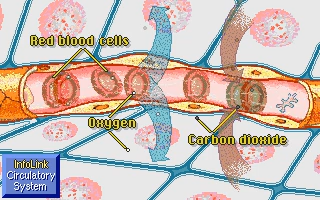 Red blood cells
Oxygen
Carbon dioxide
InfoLink
Circulatory
System